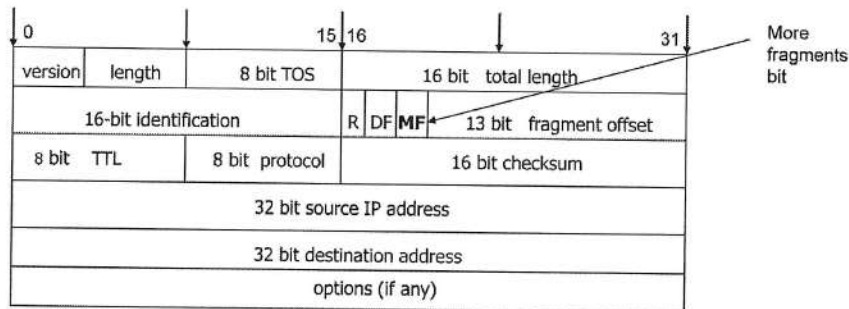 0 15 16 31
More fragments bit
version length 8 bit TOS 16 bit total length
16-bit identification R DF MF 13 bit fragment offset
8 bit TTL 8 bit protocol 16 bit checksum
32 bit source IP address
32 bit destination address
options (if any)